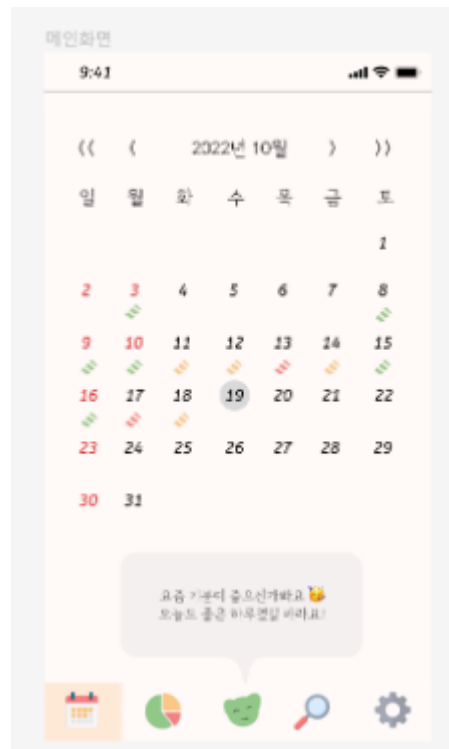 메인화면
9:41
《 〈 2022년 10월 〉 》
일 월 화 수 목 금 토
1
2 3 4 5 6 7 8
9 10 11 12 13 14 15
16 17 18 19 20 21 22
23 24 25 26 27 28 29
30 31
요즘 기분이 좋으신가봐요 🥳
오늘도 좋은 하루였길 바라요!